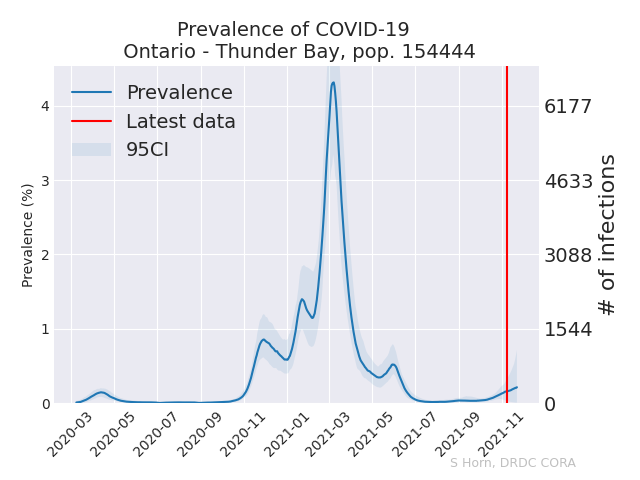 Prevalence of COVID-19
Ontario - Thunder Bay, pop. 154444
Prevalence
Latest data
95CI
Prevalence (%)
4
3
2
1
0
6177
4633
3088
1544
0
# of infections
2020-03
2020-05
2020-07
2020-09
2020-11
2021-01
2021-03
2021-05
2021-07
2021-09
2021-11
S Horn, DRDC CORA